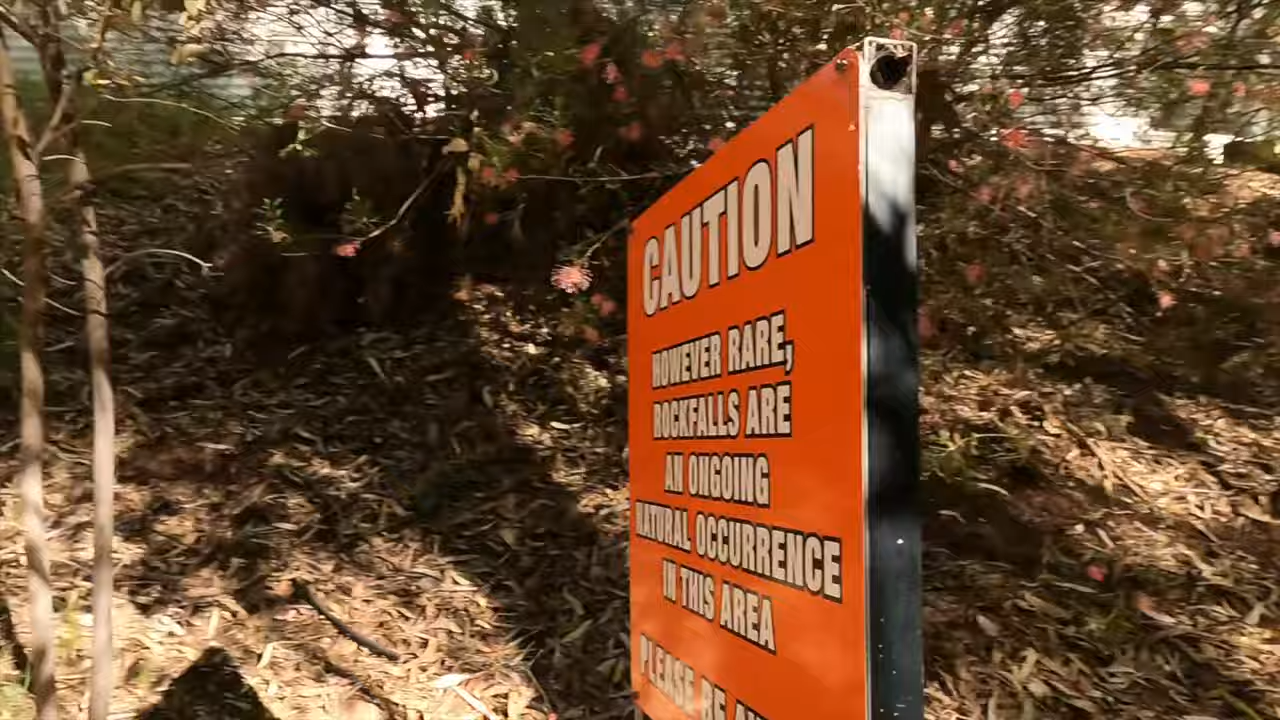 CAUTION
HOWEVER RARE,
ROCKFALLS ARE
AN ONGOING
NATURAL OCCURRENCE
IN THIS AREA
PLEASE BE